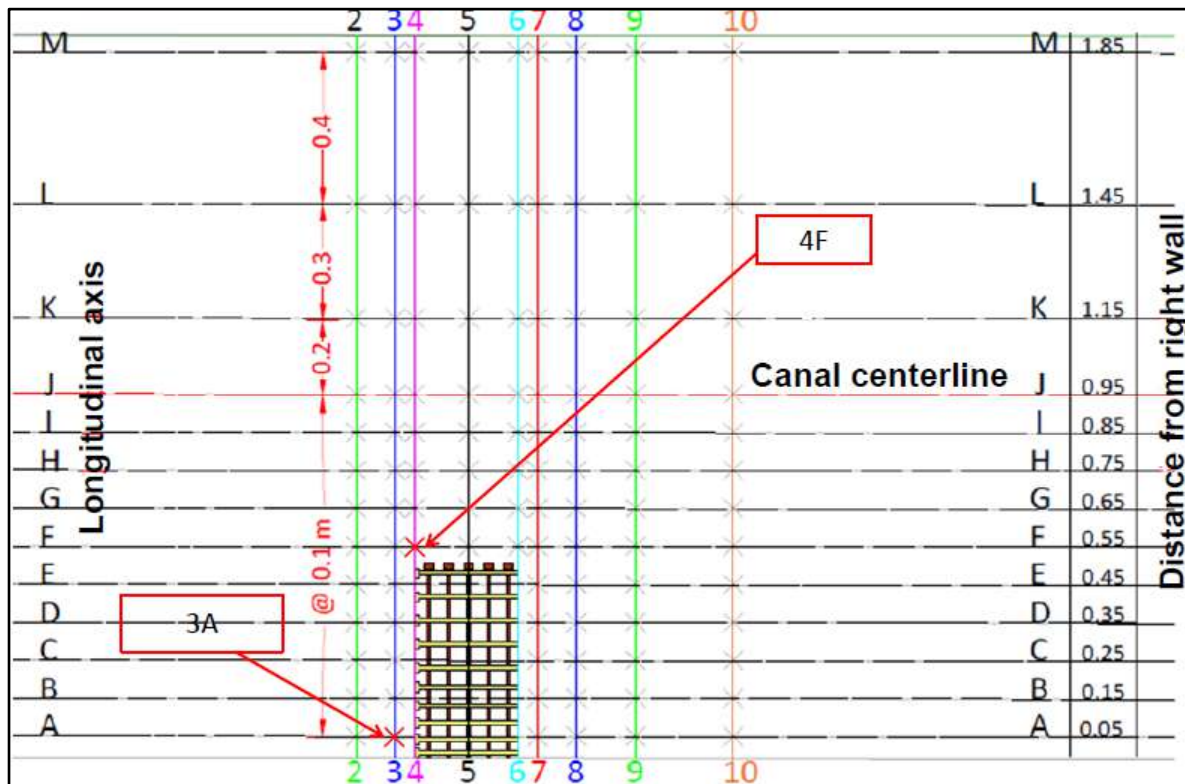 2 3 4 5 6 7 8 9 10
M M 1.85
0.4
L L 1.45
4F
0.3
K K 1.15
0.2
Canal centerline
J J 0.95
I I 0.85
H H 0.75
G G 0.65
F F 0.55
E E 0.45
@ 0.1 m
D D 0.35
3A
C C 0.25
B B 0.15
A A 0.05
2 3 4 5 6 7 8 9 10
Longitudinal axis
Distance from right wall